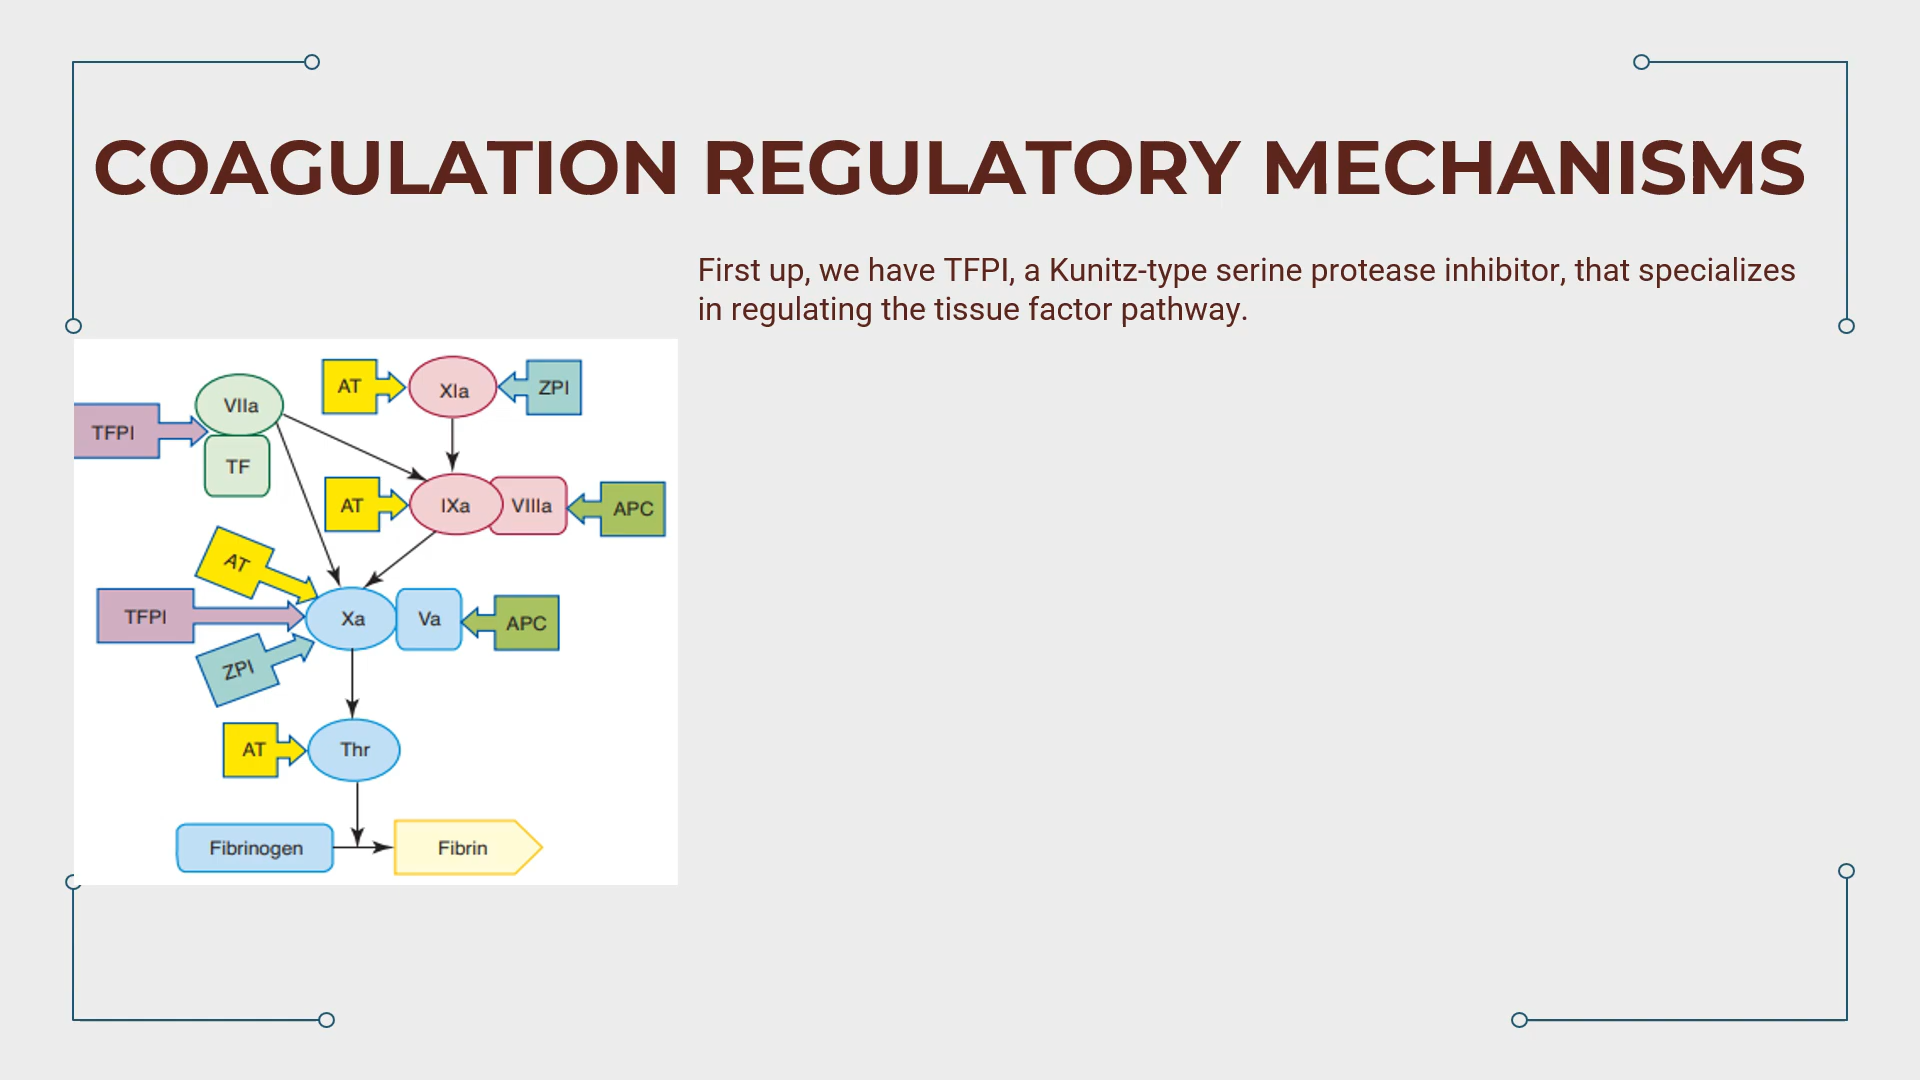 COAGULATION REGULATORY MECHANISMS
First up, we have TFPI, a Kunitz-type serine protease inhibitor, that specializes
in regulating the tissue factor pathway.
AT
XIa
ZPI
VIIa
TFPI
TF
AT
IXa
VIIIa
APC
AT
TFPI
Xa
Va
APC
ZPI
AT
Thr
Fibrinogen
Fibrin